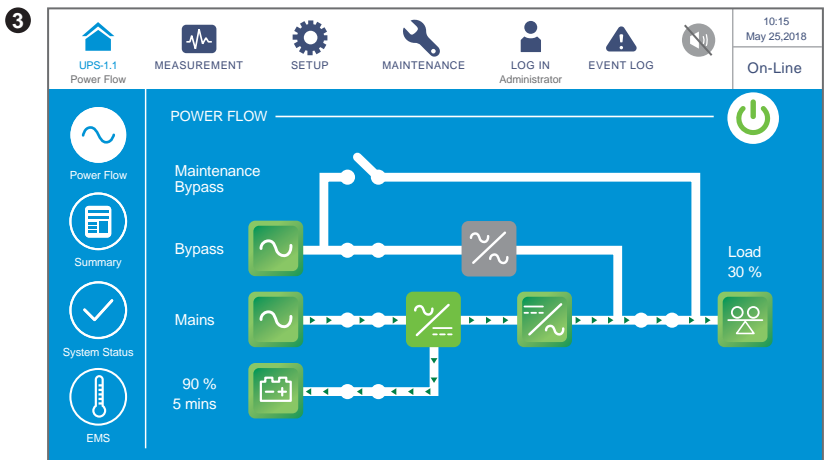 3
UPS-1.1
Power Flow
MEASUREMENT
SETUP
MAINTENANCE
LOG IN
Administrator
EVENT LOG
10:15
May 25,2018
On-Line
Power Flow
Summary
System Status
EMS
POWER FLOW
Maintenance
Bypass
Bypass
Mains
90 %
5 mins
Load
30 %